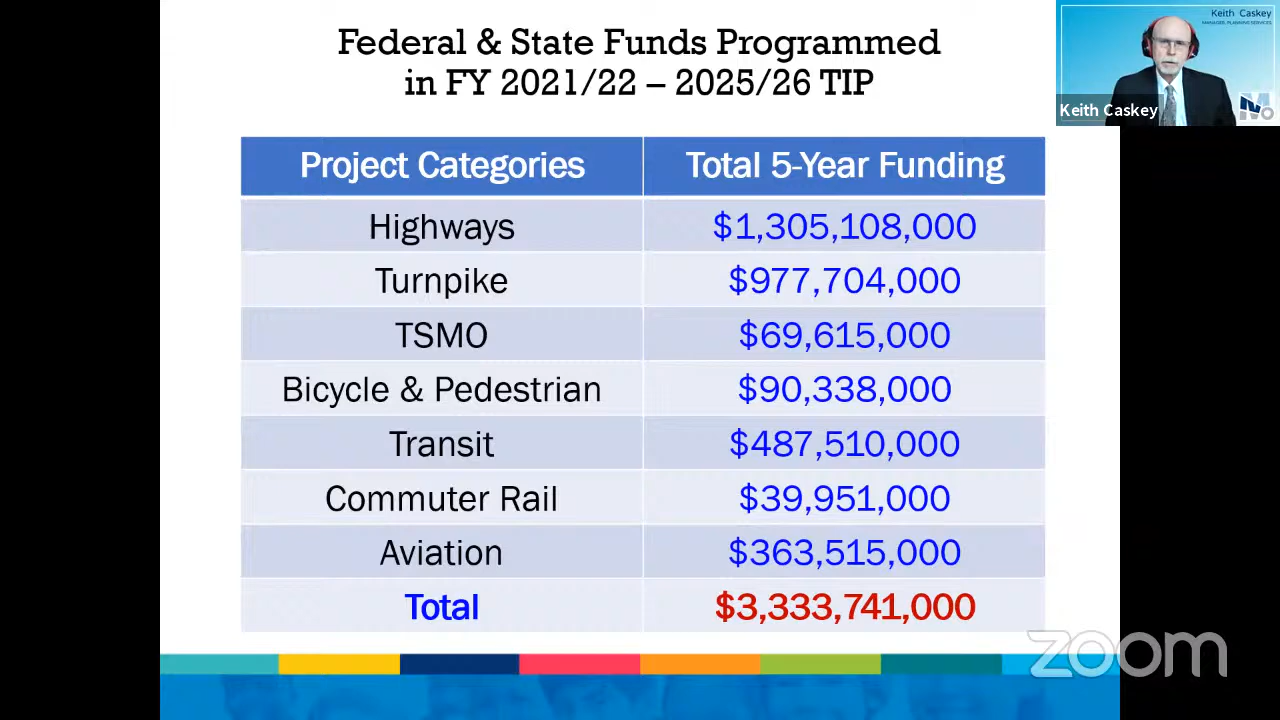 Federal & State Funds Programmed
in FY 2021/22 – 2025/26 TIP
Project Categories Total 5-Year Funding
Highways $1,305,108,000
Turnpike $977,704,000
TSMO $69,615,000
Bicycle & Pedestrian $90,338,000
Transit $487,510,000
Commuter Rail $39,951,000
Aviation $363,515,000
Total $3,333,741,000
Keith Caskey
MANAGER, PLANNING SERVICES
Keith Caskey
zoom